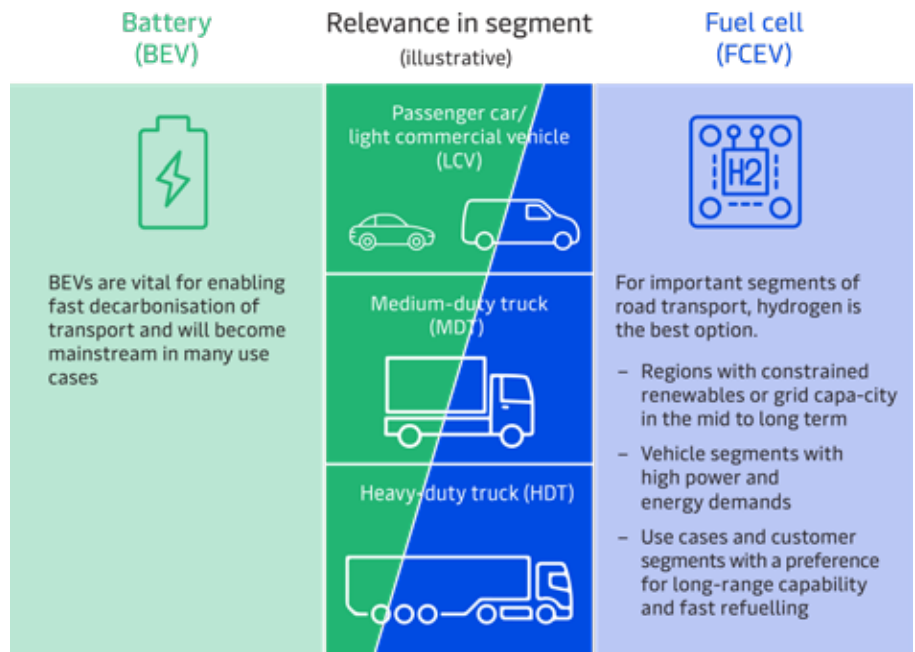 Battery
(BEV)
Relevance in segment
(illustrative)
Fuel cell
(FCEV)
BEVs are vital for enabling
fast decarbonisation of
transport and will become
mainstream in many use
cases
Passenger car/
light commercial vehicle
(LCV)
Medium-duty truck
(MDT)
Heavy-duty truck (HDT)
H2
For important segments of
road transport, hydrogen is
the best option.
– Regions with constrained
renewables or grid capa-city
in the mid to long term
– Vehicle segments with
high power and
energy demands
– Use cases and customer
segments with a preference
for long-range capability
and fast refuelling